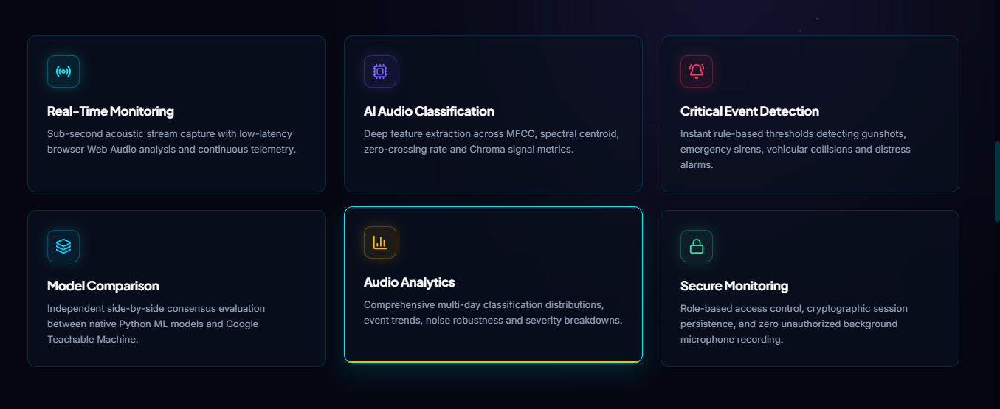 Real-Time Monitoring
Sub-second acoustic stream capture with low-latency
browser Web Audio analysis and continuous telemetry.
AI Audio Classification
Deep feature extraction across MFCC, spectral centroid,
zero-crossing rate and Chroma signal metrics.
Critical Event Detection
Instant rule-based thresholds detecting gunshots,
emergency sirens, vehicular collisions and distress
alarms.
Model Comparison
Independent side-by-side consensus evaluation
between native Python ML models and Google
Teachable Machine.
Audio Analytics
Comprehensive multi-day classification distributions,
event trends, noise robustness and severity breakdowns.
Secure Monitoring
Role-based access control, cryptographic session
persistence, and zero unauthorized background
microphone recording.